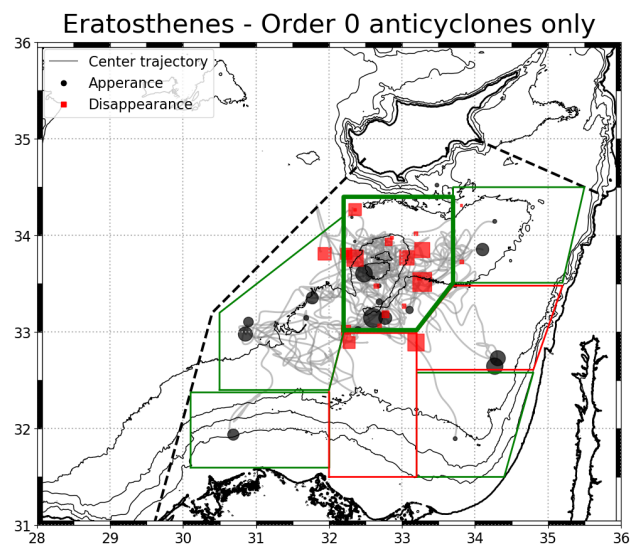 Eratosthenes - Order 0 anticyclones only
Center trajectory
Apperance
Disappearance
36
35
34
33
32
31
28 29 30 31 32 33 34 35 36